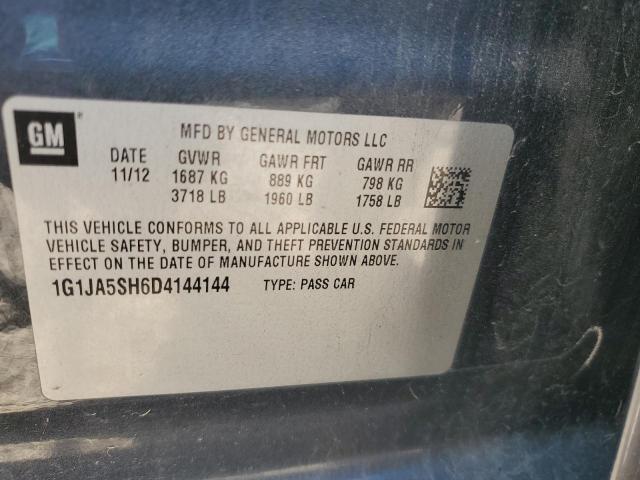 GM
®
MFD BY GENERAL MOTORS LLC
DATE GVWR GAWR FRT GAWR RR
11/12 1687 KG 889 KG 798 KG
3718 LB 1960 LB 1758 LB
THIS VEHICLE CONFORMS TO ALL APPLICABLE U.S. FEDERAL MOTOR
VEHICLE SAFETY, BUMPER, AND THEFT PREVENTION STANDARDS IN
EFFECT ON THE DATE OF MANUFACTURE SHOWN ABOVE.
1G1JA5SH6D4144144 TYPE: PASS CAR